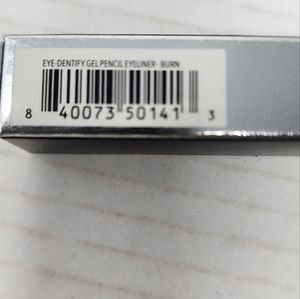 EYE-DENTIFY GEL PENCIL EYELINER - BURN
8 40073 50141 3